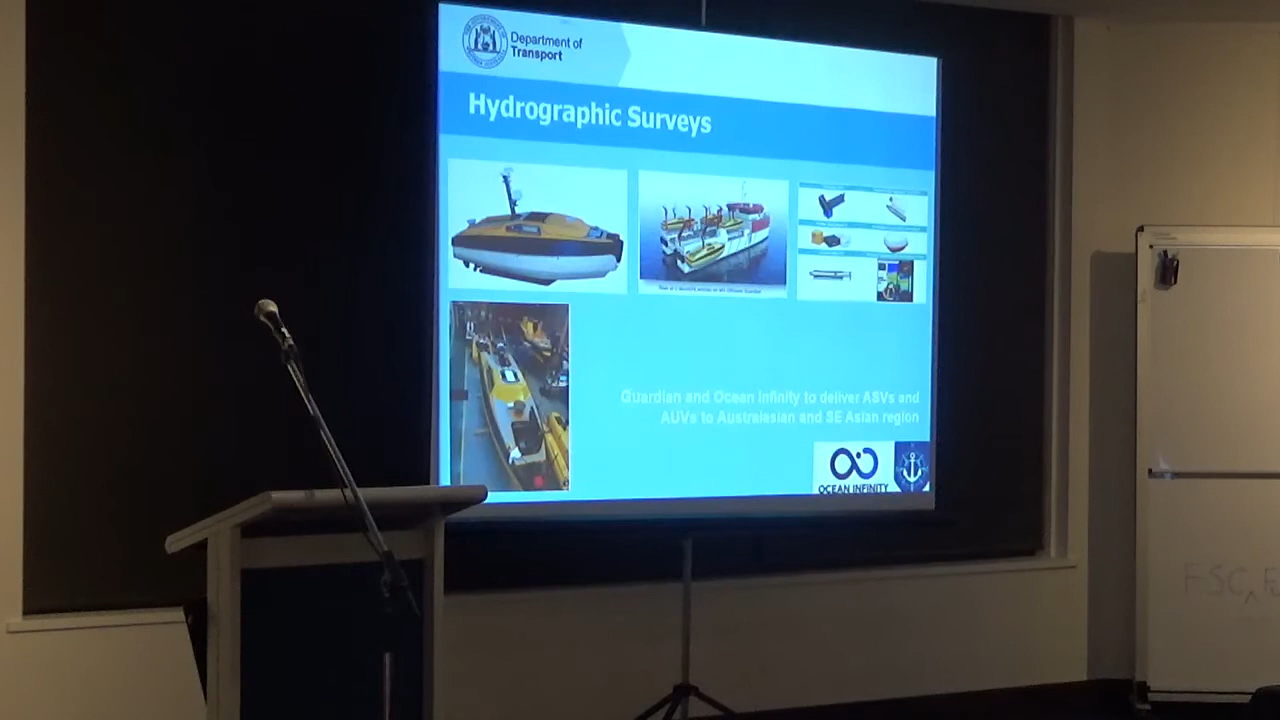 Department of
Transport
Hydrographic Surveys
Guardian and Ocean Infinity to deliver ASVs and
AUVs to Australasian and SE Asian region
OCEAN INFINITY
FSC